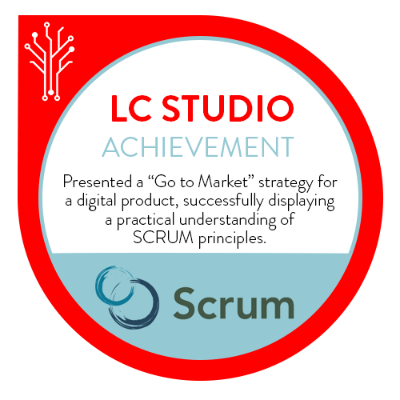 LC STUDIO
ACHIEVEMENT
Presented a “Go to Market” strategy for
a digital product, successfully displaying
a practical understanding of
SCRUM principles.
Scrum